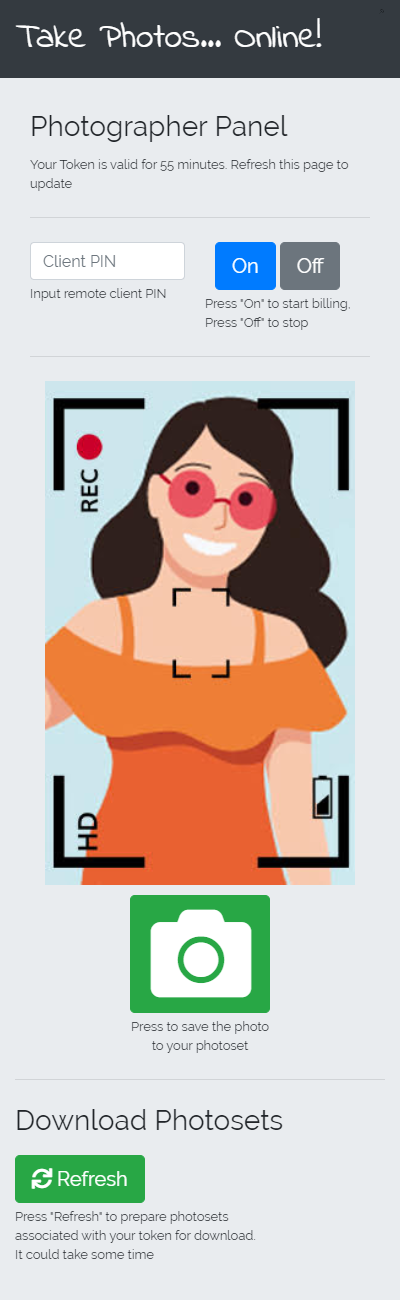 Take Photos... Online!
Photographer Panel
Your Token is valid for 55 minutes. Refresh this page to
update
Client PIN
Input remote client PIN
On Off
Press "On" to start billing,
Press "Off" to stop
REC
HD
Press to save the photo
to your photoset
Download Photosets
Refresh
Press "Refresh" to prepare photosets
associated with your token for download.
It could take some time